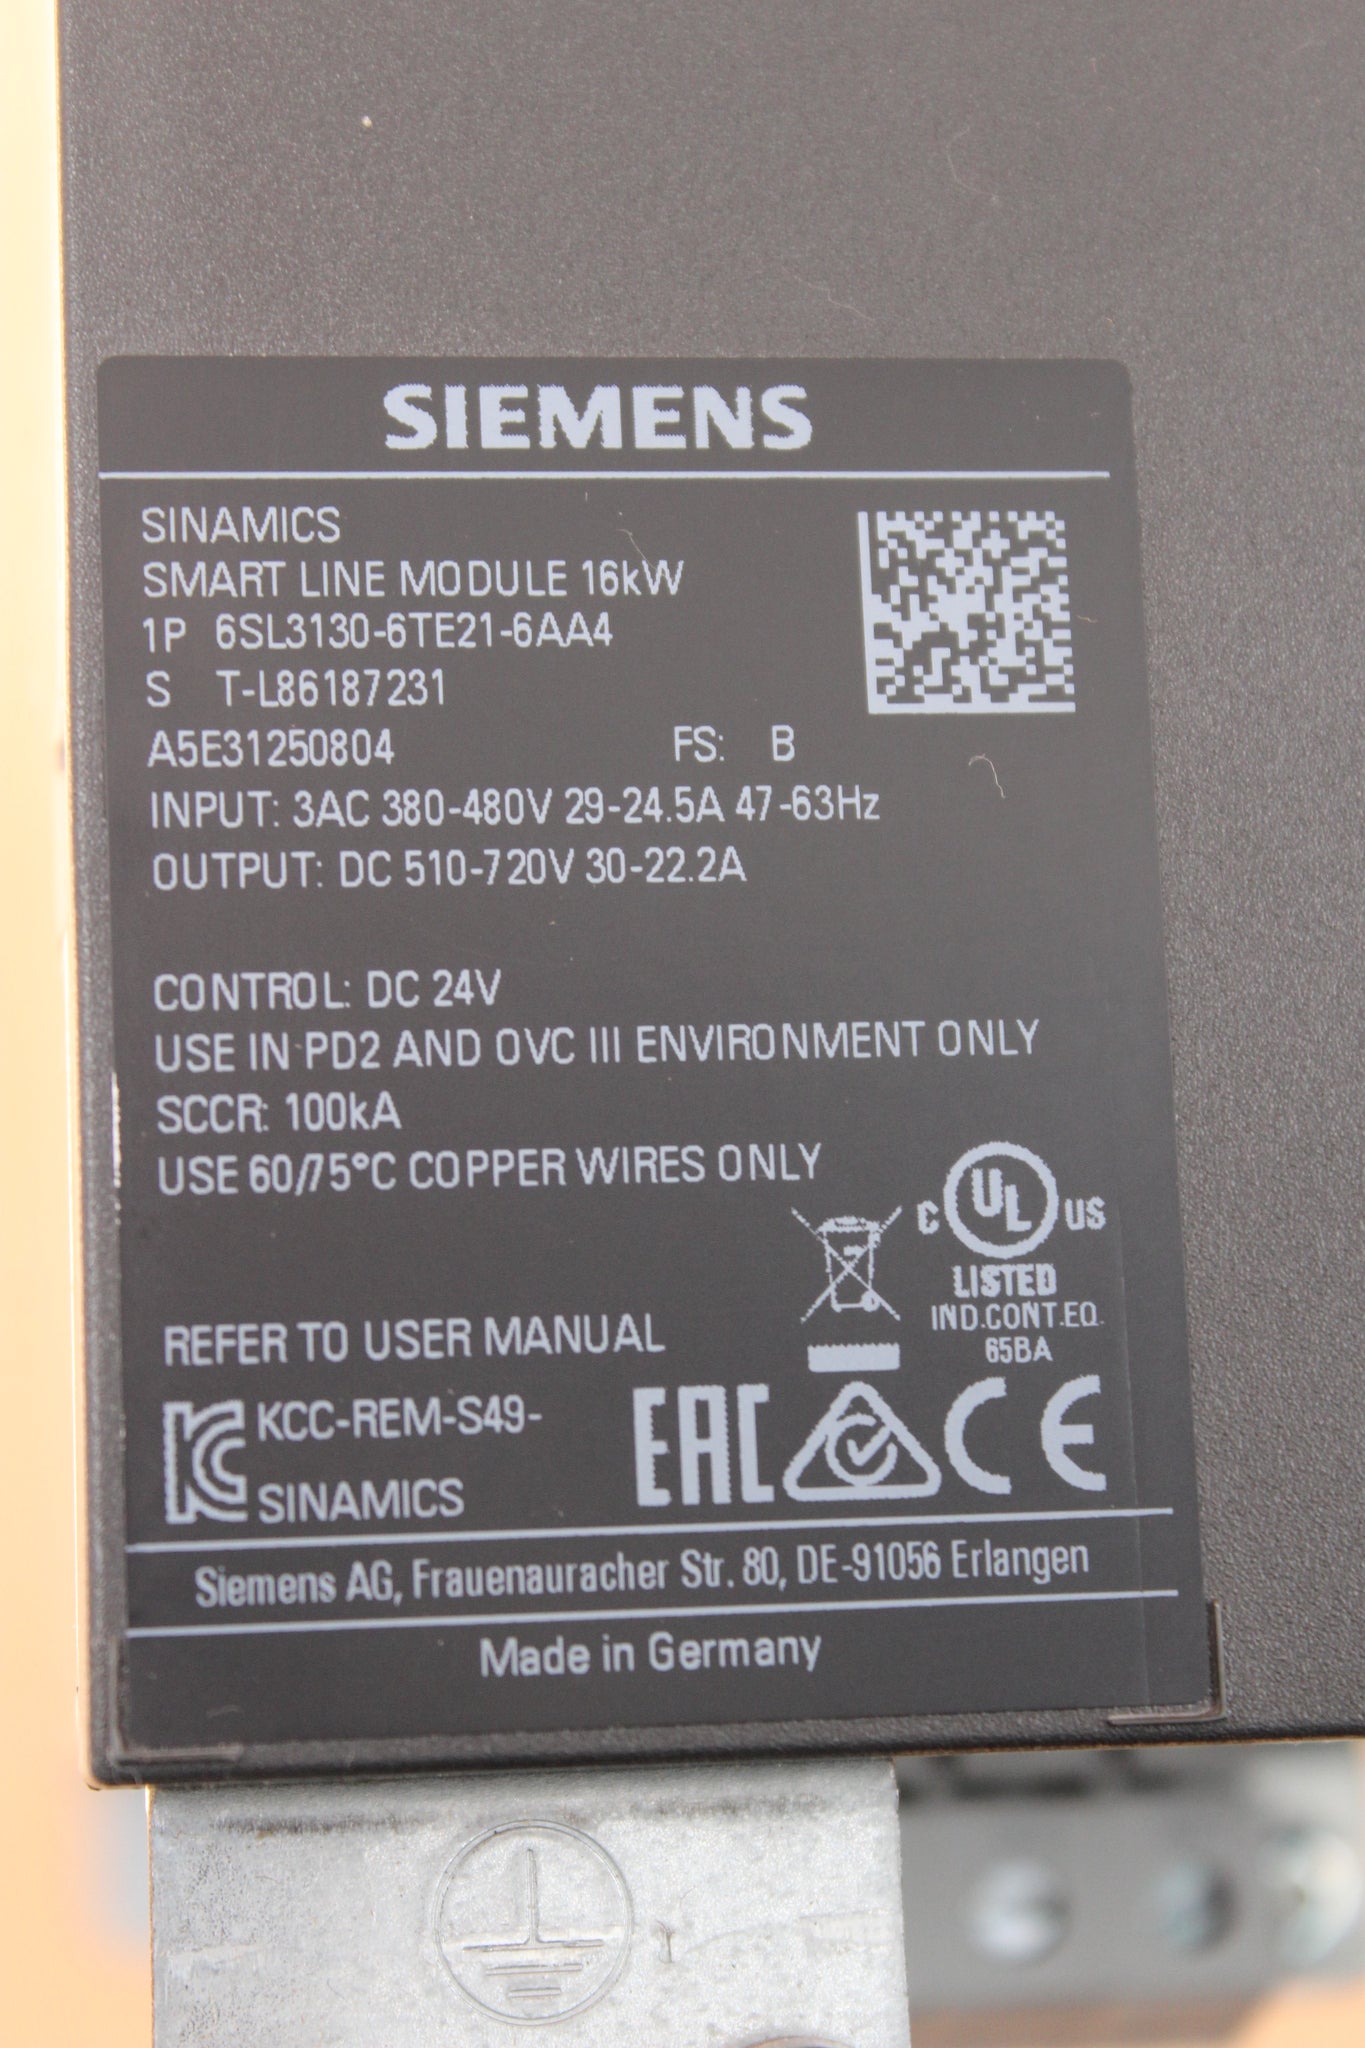 SIEMENS
SINAMICS
SMART LINE MODULE 16kW
1P 6SL3130-6TE21-6AA4
S T-L86187231
A5E31250804 FS: B
INPUT: 3AC 380-480V 29-24.5A 47-63Hz
OUTPUT: DC 510-720V 30-22.2A
CONTROL: DC 24V
USE IN PD2 AND OVC III ENVIRONMENT ONLY
SCCR: 100kA
USE 60/75°C COPPER WIRES ONLY
C UL US
LISTED
IND.CONT.EQ.
65BA
REFER TO USER MANUAL
KCC-REM-S49-
SINAMICS
EAC CE
Siemens AG, Frauenauracher Str. 80, DE-91056 Erlangen
Made in Germany